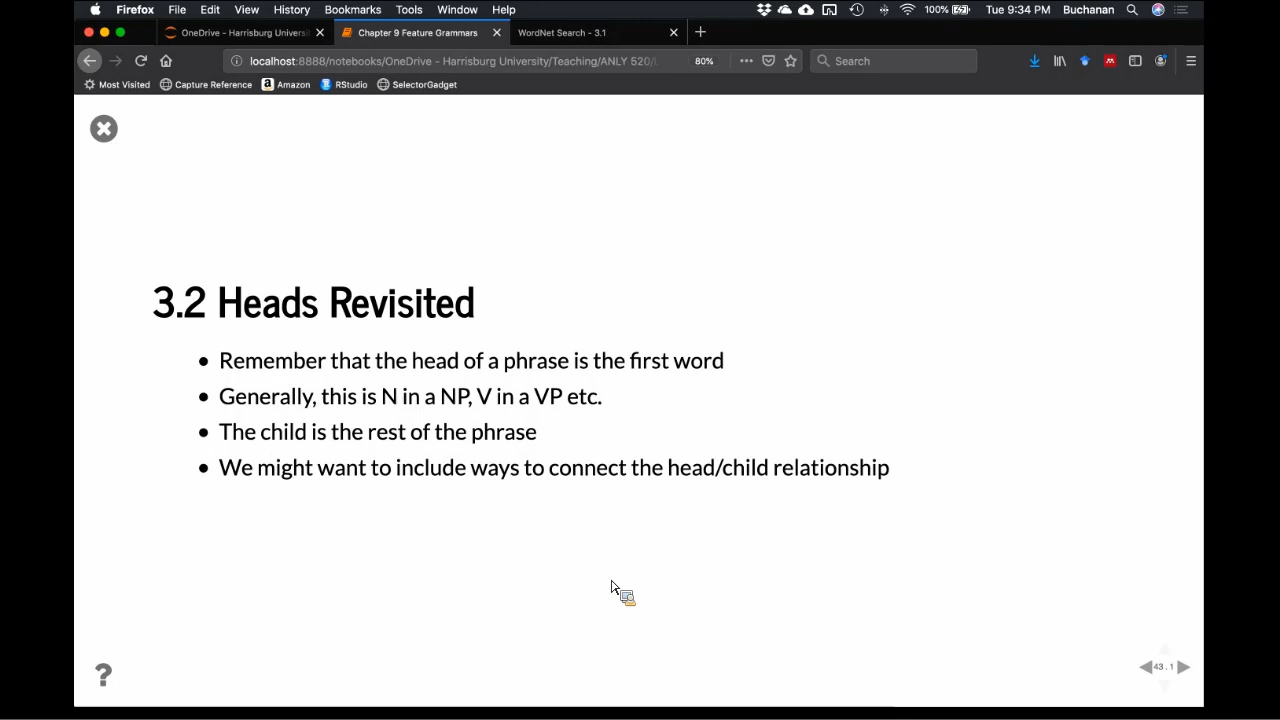 Firefox File Edit View History Bookmarks Tools Window Help 100% Tue 9:34 PM Buchanan
OneDrive - Harrisburg Universi Chapter 9 Feature Grammars WordNet Search - 3.1
localhost:8888/notebooks/OneDrive - Harrisburg University/Teaching/ANLY 520/ 80% Search
Most Visited Capture Reference Amazon RStudio SelectorGadget
3.2 Heads Revisited
• Remember that the head of a phrase is the first word
• Generally, this is N in a NP, V in a VP etc.
• The child is the rest of the phrase
• We might want to include ways to connect the head/child relationship
43.1
?